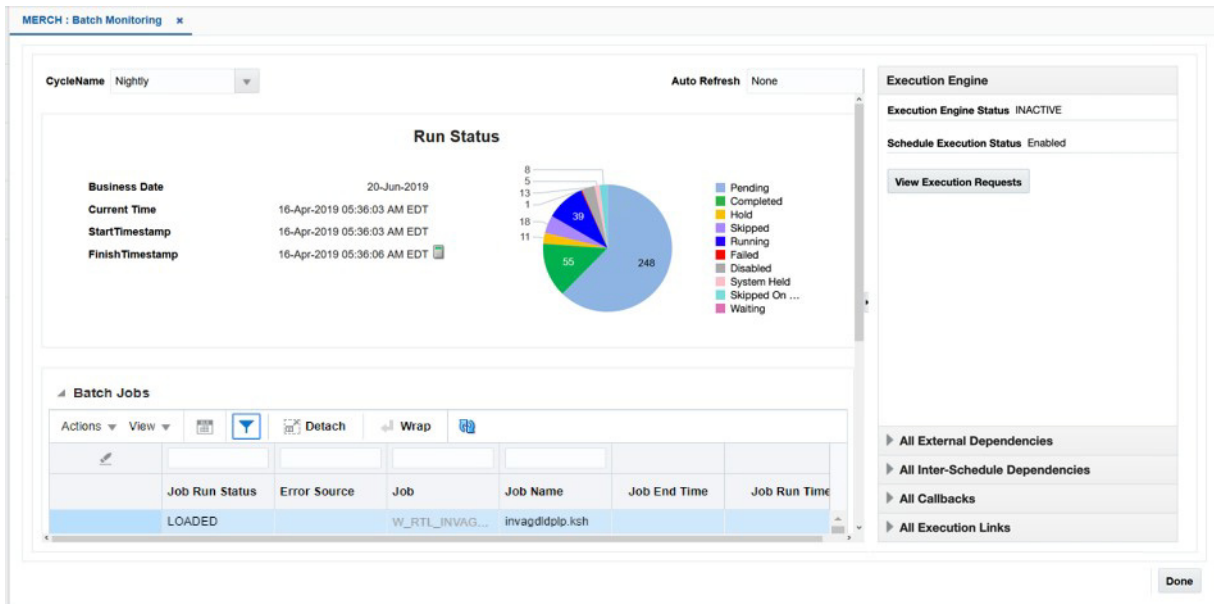 MERCH : Batch Monitoring ×
CycleName Nightly
Auto Refresh None
Run Status
Business Date 20-Jun-2019
Current Time 16-Apr-2019 05:36:03 AM EDT
StartTimestamp 16-Apr-2019 05:36:03 AM EDT
FinishTimestamp 16-Apr-2019 05:36:06 AM EDT
8
5
13
1
39
18
11
55
248
Pending
Completed
Hold
Skipped
Running
Failed
Disabled
System Held
Skipped On ...
Waiting
Batch Jobs
Actions View Detach Wrap
Job Run Status Error Source Job Job Name Job End Time Job Run Time
LOADED W_RTL_INVAG... invagdldplp.ksh
Execution Engine
Execution Engine Status INACTIVE
Schedule Execution Status Enabled
View Execution Requests
All External Dependencies
All Inter-Schedule Dependencies
All Callbacks
All Execution Links
Done